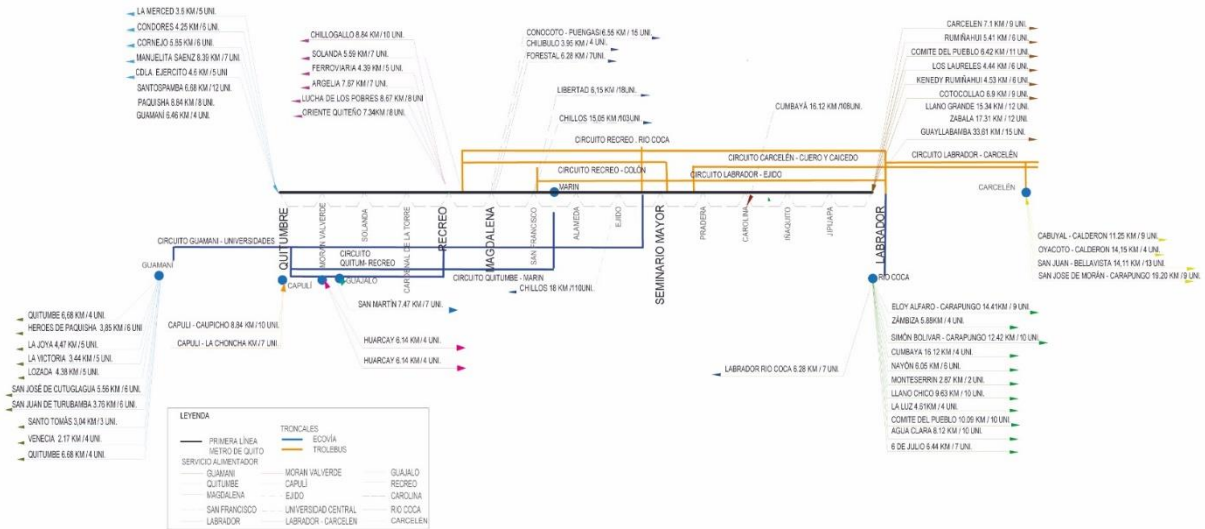 LA MERCED 3.5 KM / 5 UNI.
CONDORES 4.25 KM / 6 UNI.
CORNEJO 5.85 KM / 6 UNI.
MANUELITA SAENZ 8.39 KM / 7 UNI.
CDLA. EJERCITO 4.6 KM / 5 UNI
SANTOSPAMBA 6.68 KM / 12 UNI.
PAQUISHA 8.84 KM / 8 UNI.
GUAMANÍ 6.46 KM / 4 UNI.
CHILLOGALLO 8.84 KM / 10 UNI.
SOLANDA 5.59 KM / 7 UNI.
FERROVIARIA 4.39 KM / 5 UNI.
ARGELIA 7.67 KM / 7 UNI.
LUCHA DE LOS POBRES 8.67 KM / 8 UNI
ORIENTE QUITEÑO 7.34KM / 8 UNI.
CONOCOTO - PUENGASI 6.55 KM / 15 UNI.
CHILIBULO 3.95 KM / 4 UNI.
FORESTAL 6.28 KM / 7UNI.
LIBERTAD 6,15 KM /18UNI.
CHILLOS 15,05 KM /103UNI.
CUMBAYÁ 16.12 KM /108UNI.
CARCELEN 7.1 KM / 9 UNI.
RUMIÑAHUI 5.41 KM / 6 UNI.
COMITE DEL PUEBLO 6.42 KM / 11 UNI.
LOS LAURELES 4.44 KM / 6 UNI.
KENEDY RUMIÑAHUI 4.53 KM / 6 UNI.
COTOCOLLAO 6.8 KM / 9 UNI.
LLANO GRANDE 15.34 KM / 12 UNI.
ZABALA 17.31 KM / 12 UNI.
GUAYLLABAMBA 33.61 KM / 15 UNI.
CIRCUITO RECREO . RIO COCA
CIRCUITO CARCELÉN - CUERO Y CAICEDO
CIRCUITO LABRADOR - CARCELÉN
CIRCUITO RECREO - COLON
CIRCUITO LABRADOR - EJIDO
MARIN
CARCELÉN
QUITUMBE
MORAN VALVERDE
SOLANDA
CARDENAL DE LA TORRE
RECREO
MAGDALENA
SAN FRANCISCO
ALAMEDA
EJIDO
SEMINARIO MAYOR
PRADERA
CAROLINA
IÑAQUITO
JIPIJAPA
LABRADOR
CIRCUITO GUAMANI - UNIVERSIDADES
CIRCUITO
QUITUM- RECREO
CIRCUITO QUITUMBE - MARIN
GUAMANÍ
CAPULÍ
GUAJALO
RIO COCA
CHILLOS 18 KM /110UNI.
SAN MARTÍN 7.47 KM / 7 UNI.
CABUYAL - CALDERON 11.25 KM / 9 UNI.
OYACOTO - CALDERON 14,15 KM / 4 UNI.
SAN JUAN - BELLAVISTA 14,11 KM / 13 UNI.
SAN JOSE DE MORÁN - CARAPUNGO 19.20 KM / 9 UNI.
QUITUMBE 6,68 KM / 4 UNI.
HEROES DE PAQUISHA 3,85 KM / 6 UNI
LA JOYA 4,47 KM / 5 UNI.
LA VICTORIA 3,44 KM / 5 UNI.
LOZADA 4.38 KM / 5 UNI.
SAN JOSÉ DE CUTUGLAGUA 5.56 KM / 6 UNI.
SAN JUAN DE TURUBAMBA 3.76 KM / 6 UNI.
SANTO TOMÁS 3,04 KM / 3 UNI.
VENECIA 2.17 KM / 4 UNI.
QUITUMBE 6.68 KM / 4 UNI.
CAPULI - CAUPICHO 8.84 KM / 10 UNI.
CAPULI - LA CHONCHA KM / 7 UNI.
HUARCAY 6.14 KM / 4 UNI.
HUARCAY 6.14 KM / 4 UNI.
LABRADOR RIO COCA 6.28 KM / 7 UNI.
ELOY ALFARO - CARAPUNGO 14.41KM / 9 UNI.
ZÁMBIZA 5.89KM / 4 UNI.
SIMÓN BOLIVAR - CARAPUNGO 12.42 KM / 10 UNI.
CUMBAYA 16.12 KM / 4 UNI.
NAYÓN 6.05 KM / 6 UNI.
MONTESERRIN 2.87 KM / 2 UNI.
LLANO CHICO 9.63 KM / 10 UNI.
LA LUZ 4.61KM / 4 UNI.
COMITE DEL PUEBLO 10.09 KM / 10 UNI.
AGUA CLARA 8.12 KM / 10 UNI.
6 DE JULIO 6.44 KM / 7 UNI.
LEYENDA
PRIMERA LÍNEA
METRO DE QUITO
TRONCALES
ECOVÍA
TROLEBUS
SERVICIO ALIMENTADOR
GUAMANI
MORAN VALVERDE
GUAJALO
QUITUMBE
CAPULÍ
RECREO
MAGDALENA
EJIDO
CAROLINA
SAN FRANCISCO
UNIVERSIDAD CENTRAL
RIO COCA
LABRADOR
LABRADOR - CARCELÉN
CARCELÉN